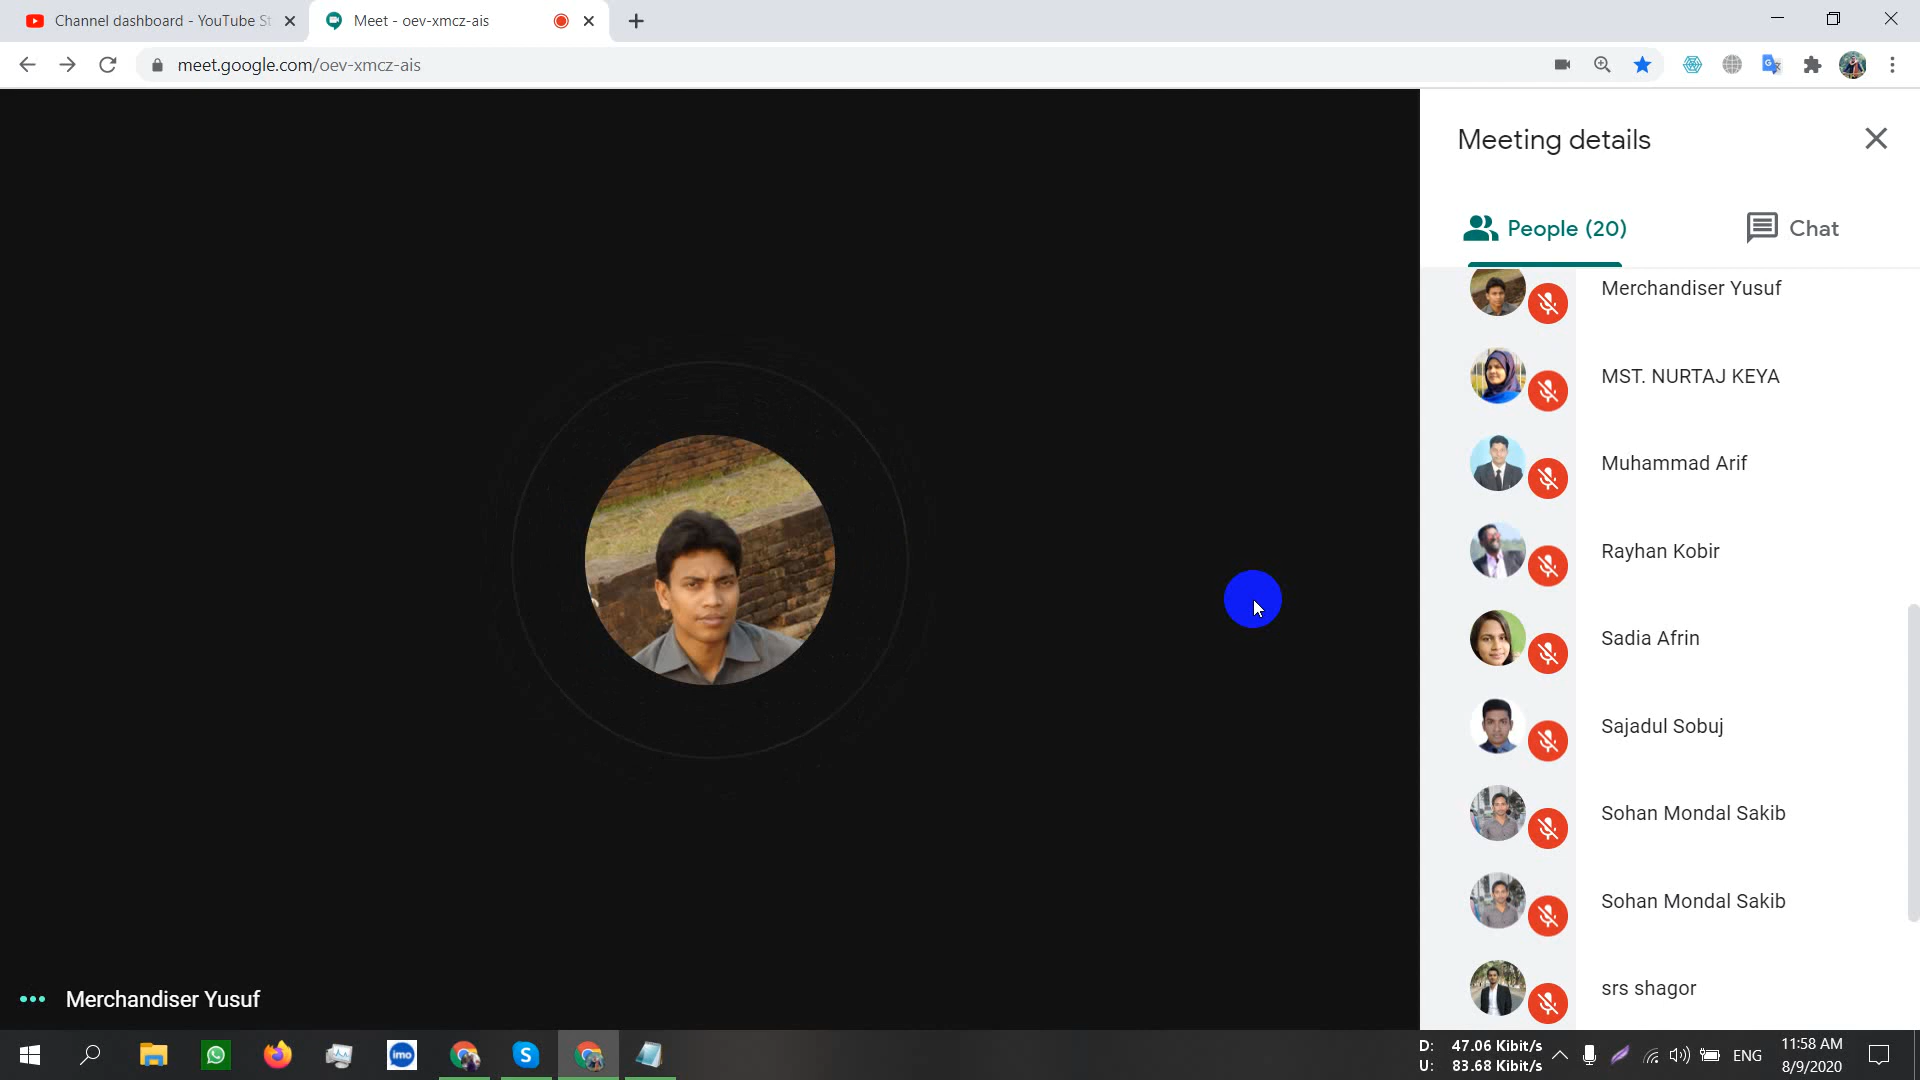 Channel dashboard - YouTube St
Meet - oev-xmcz-ais
meet.google.com/oev-xmcz-ais
Meeting details
People (20)
Chat
Merchandiser Yusuf
MST. NURTAJ KEYA
Muhammad Arif
Rayhan Kobir
Sadia Afrin
Sajadul Sobuj
Sohan Mondal Sakib
Sohan Mondal Sakib
srs shagor
Merchandiser Yusuf
imo
D: 47.06 Kibit/s
U: 83.68 Kibit/s
ENG
11:58 AM
8/9/2020